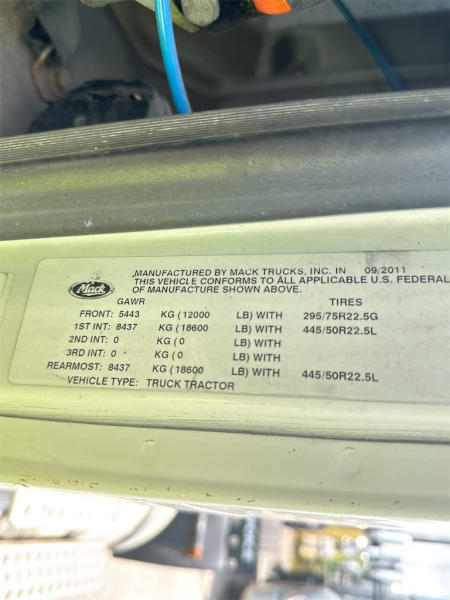 Mack
MANUFACTURED BY MACK TRUCKS, INC. IN 09/2011
THIS VEHICLE CONFORMS TO ALL APPLICABLE U.S. FEDERAL
OF MANUFACTURE SHOWN ABOVE.
GAWR TIRES
FRONT: 5443 KG (12000 LB) WITH 295/75R22.5G
1ST INT: 8437 KG (18600 LB) WITH 445/50R22.5L
2ND INT: 0 KG (0 LB) WITH
3RD INT: 0 KG (0 LB) WITH
REARMOST: 8437 KG (18600 LB) WITH 445/50R22.5L
VEHICLE TYPE: TRUCK TRACTOR